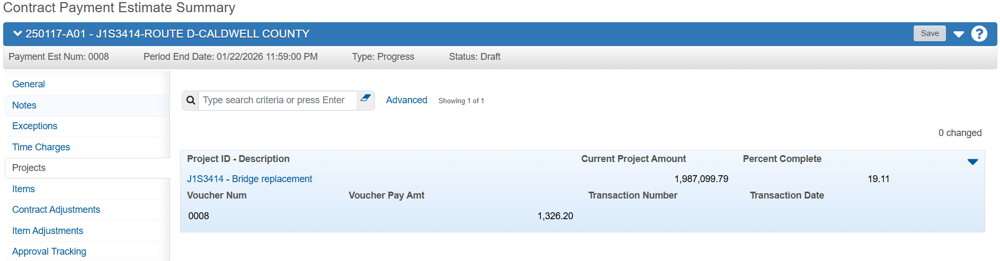 Contract Payment Estimate Summary
250117-A01 - J1S3414-ROUTE D-CALDWELL COUNTY Save ?
Payment Est Num: 0008 Period End Date: 01/22/2026 11:59:00 PM Type: Progress Status: Draft
General
Notes
Exceptions
Time Charges
Projects
Items
Contract Adjustments
Item Adjustments
Approval Tracking
Type search criteria or press Enter Advanced Showing 1 of 1
0 changed
Project ID - Description Current Project Amount Percent Complete
J1S3414 - Bridge replacement 1,987,099.79 19.11
Voucher Num Voucher Pay Amt Transaction Number Transaction Date
0008 1,326.20